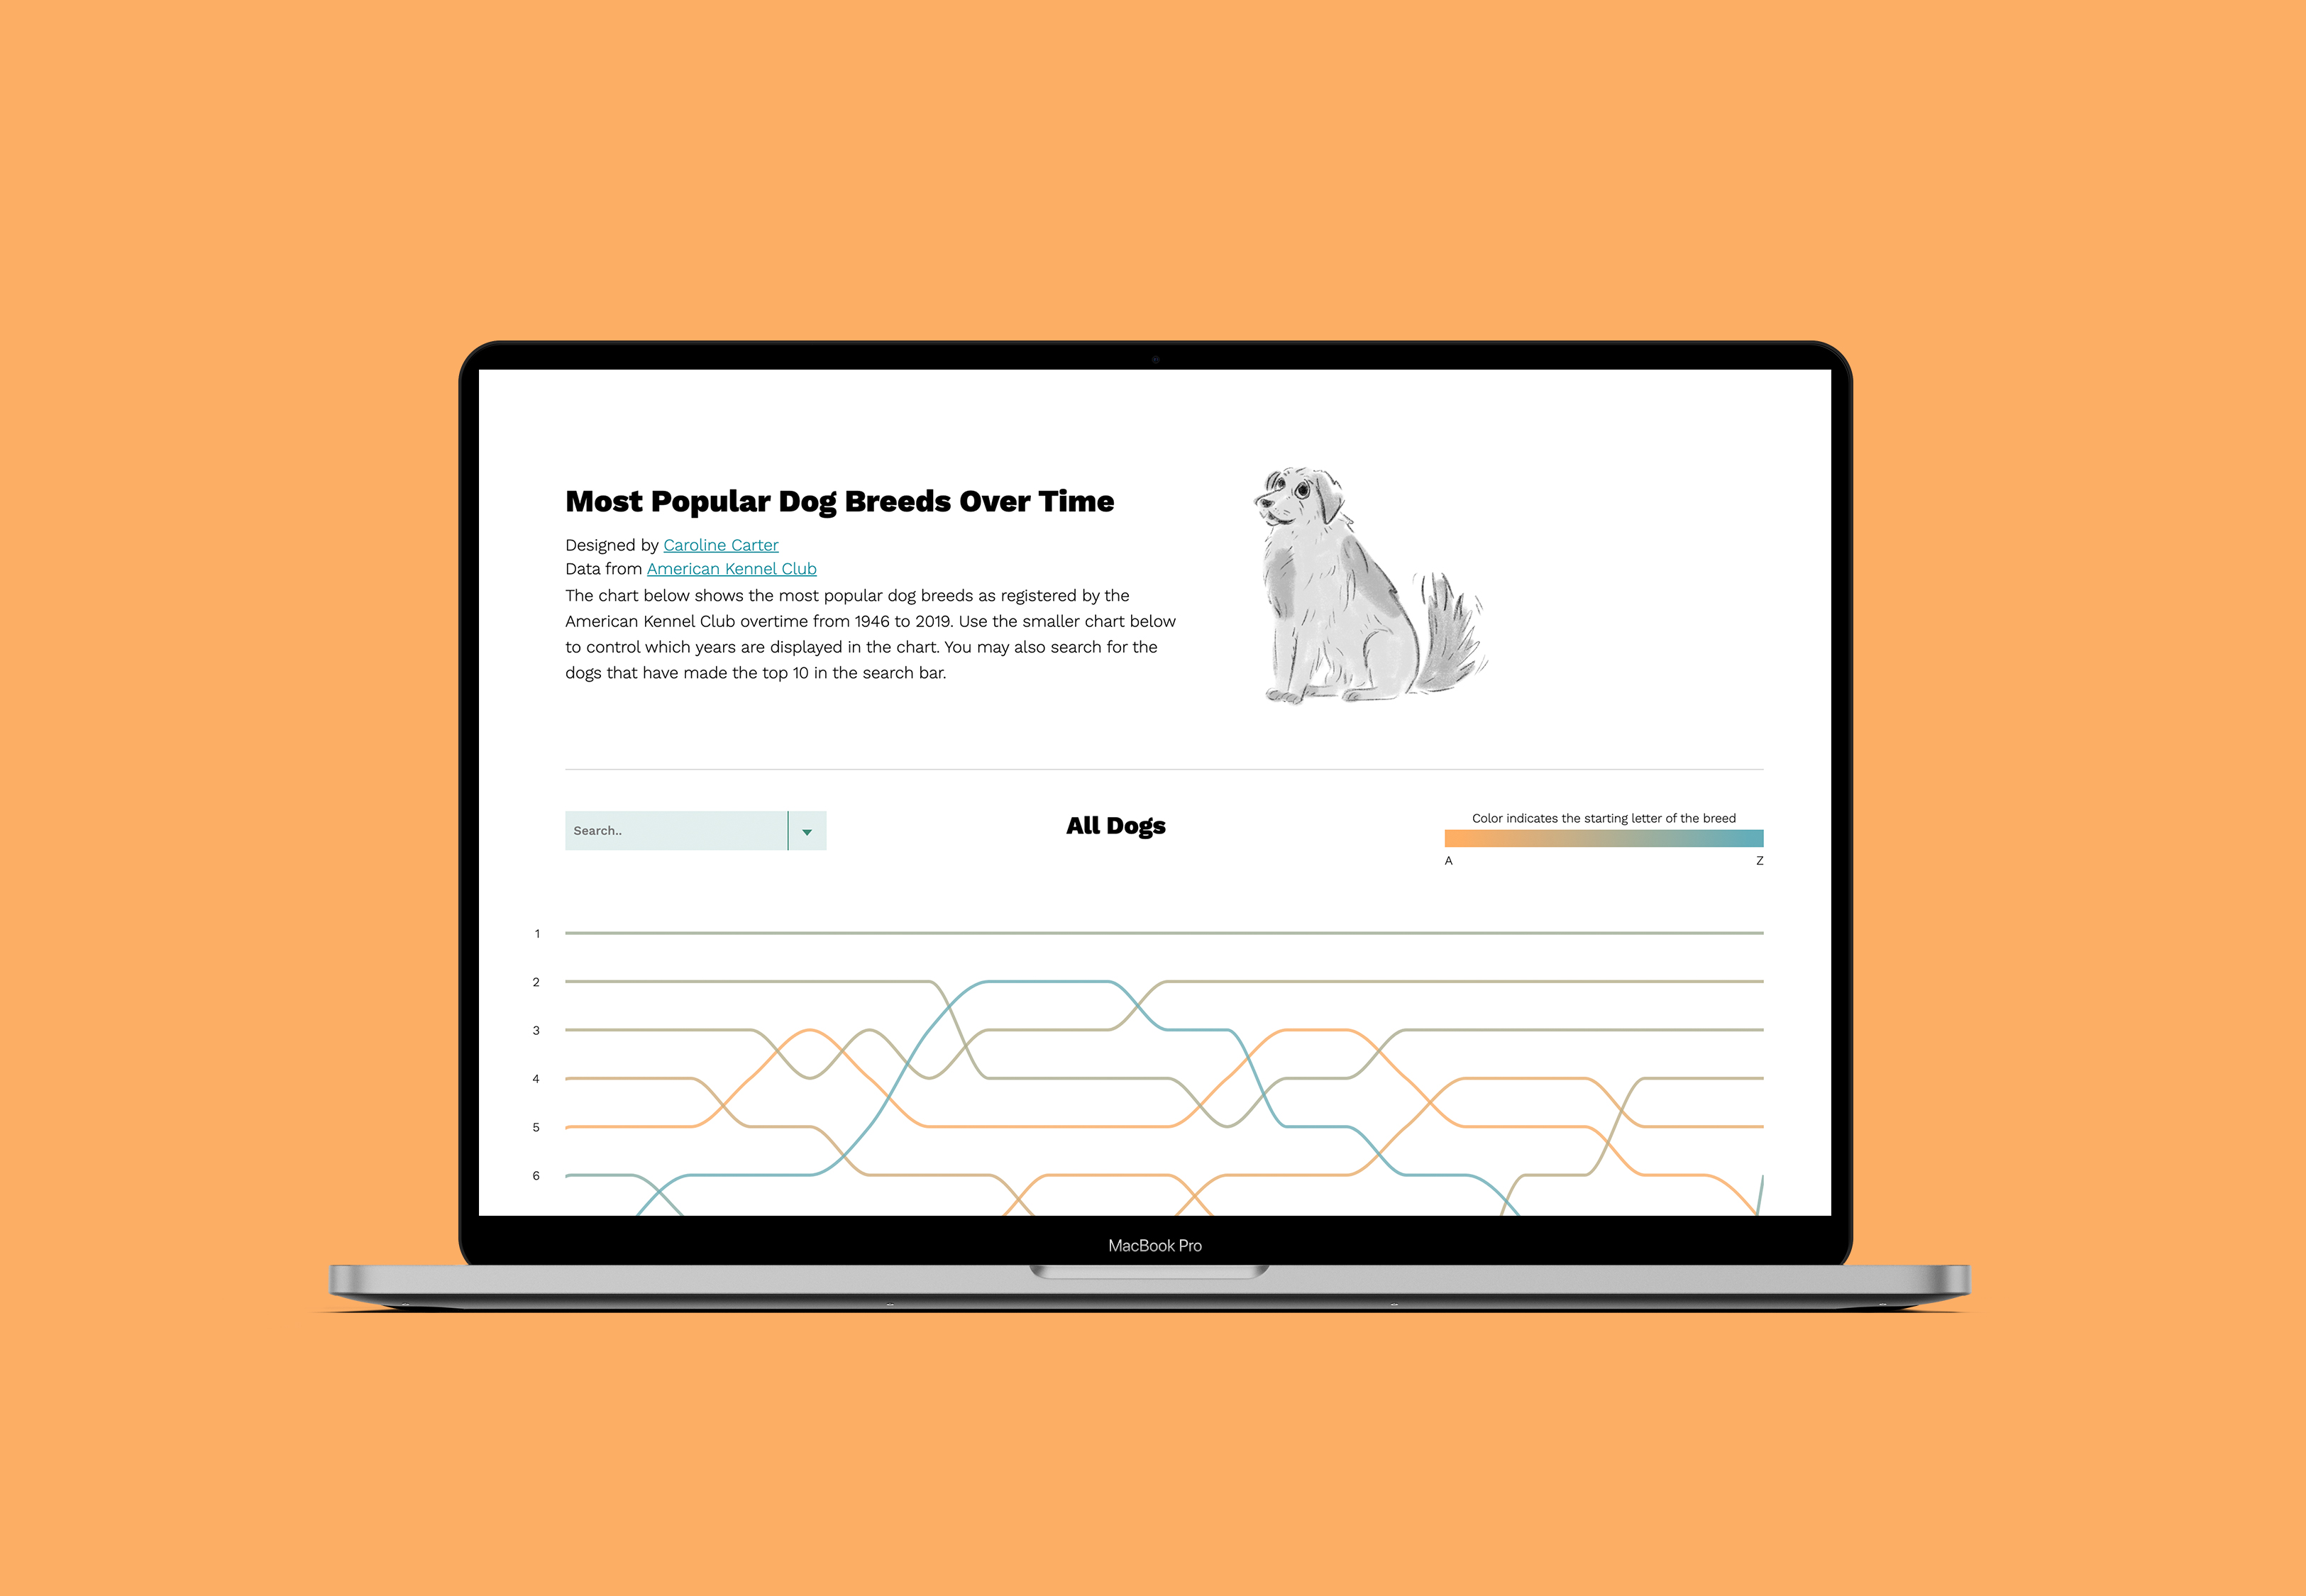 Most Popular Dog Breeds Over Time
Designed by Caroline Carter
Data from American Kennel Club
The chart below shows the most popular dog breeds as registered by the
American Kennel Club overtime from 1946 to 2019. Use the smaller chart below
to control which years are displayed in the chart. You may also search for the
dogs that have made the top 10 in the search bar.
Search..
All Dogs
Color indicates the starting letter of the breed
A Z
1
2
3
4
5
6
MacBook Pro